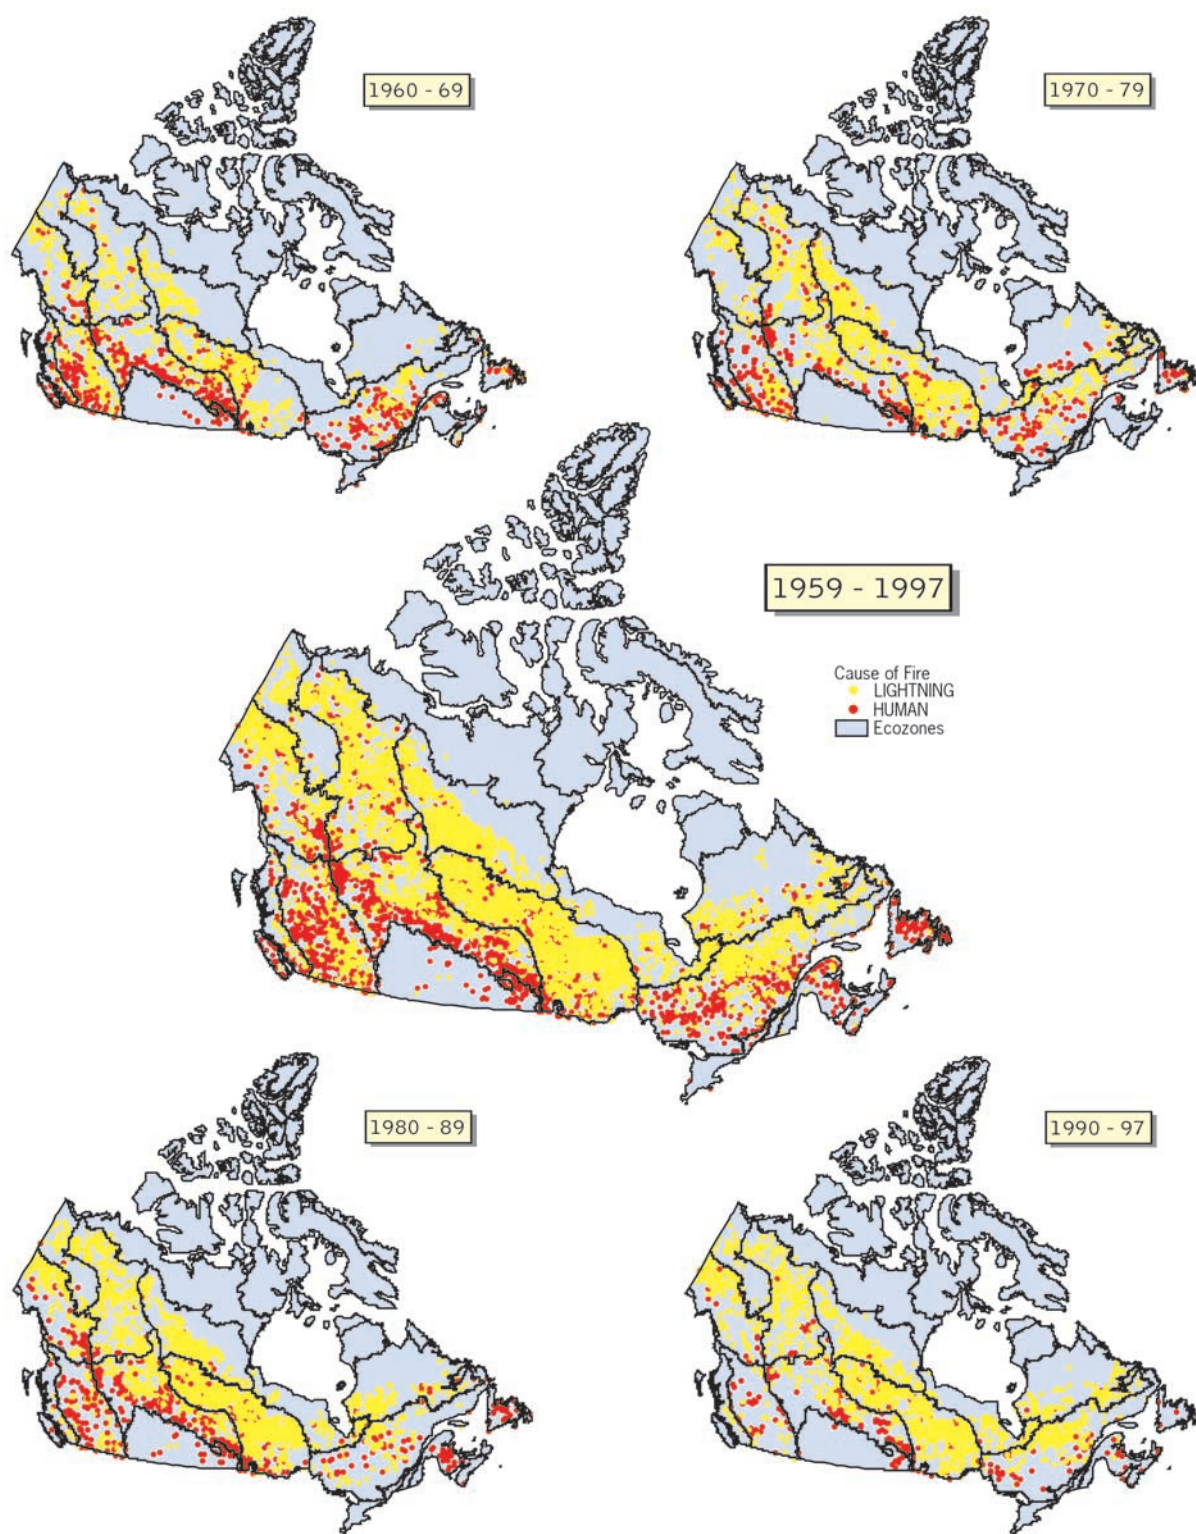 1960 - 69
1970 - 79
1959 - 1997
Cause of Fire
LIGHTNING
HUMAN
Ecozones
1980 - 89
1990 - 97